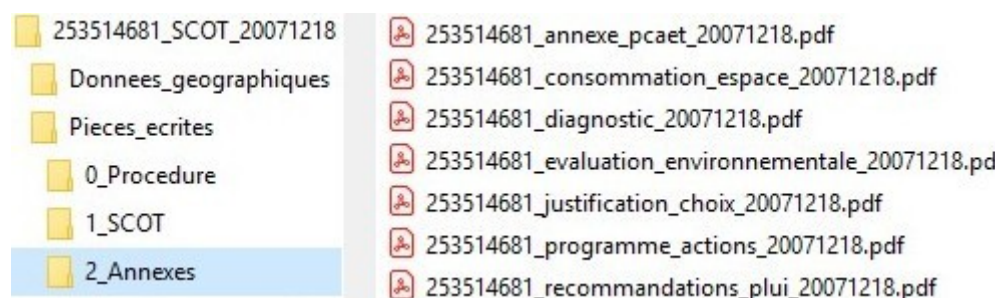 253514681_SCOT_20071218
Donnees_geographiques
Pieces_ecrites
0_Procedure
1_SCOT
2_Annexes
253514681_annexe_pcaet_20071218.pdf
253514681_consommation_espace_20071218.pdf
253514681_diagnostic_20071218.pdf
253514681_evaluation_environnementale_20071218.pd
253514681_justification_choix_20071218.pdf
253514681_programme_actions_20071218.pdf
253514681_recommandations_plui_20071218.pdf